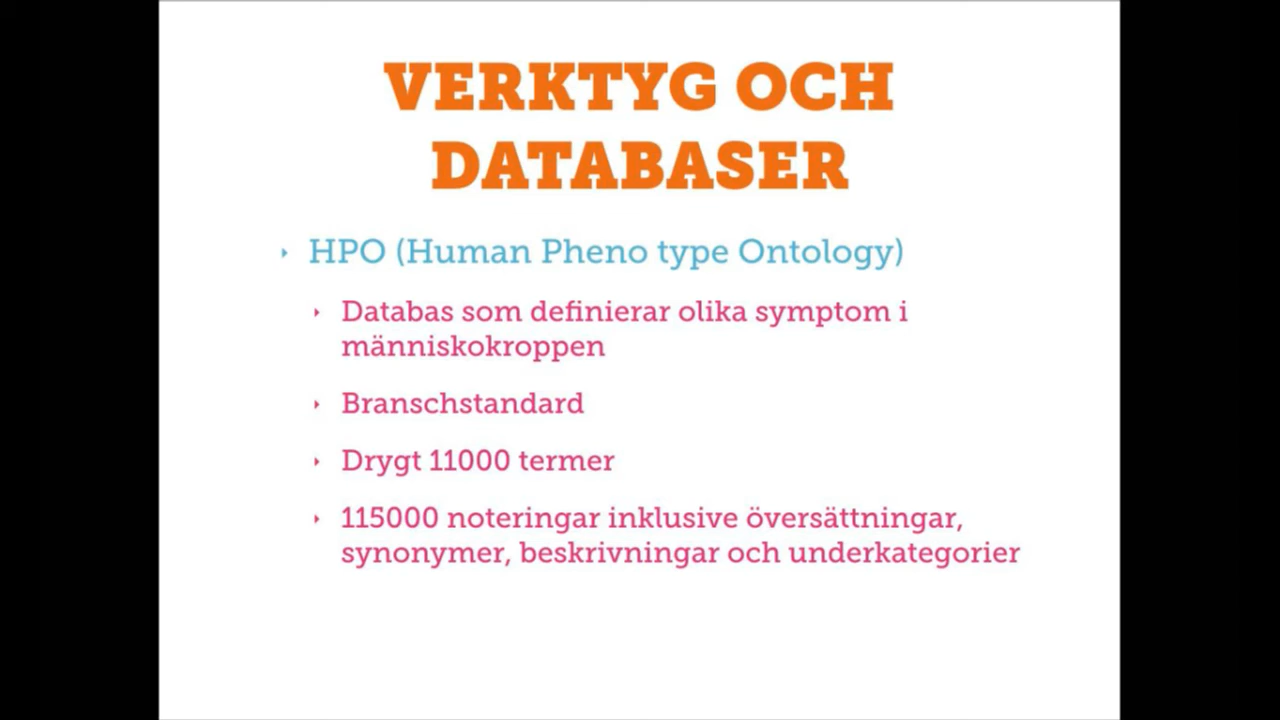 VERKTYG OCH
DATABASER
HPO (Human Pheno type Ontology)
Databas som definierar olika symptom i
människokroppen
Branschstandard
Drygt 11000 termer
115000 noteringar inklusive översättningar,
synonymer, beskrivningar och underkategorier